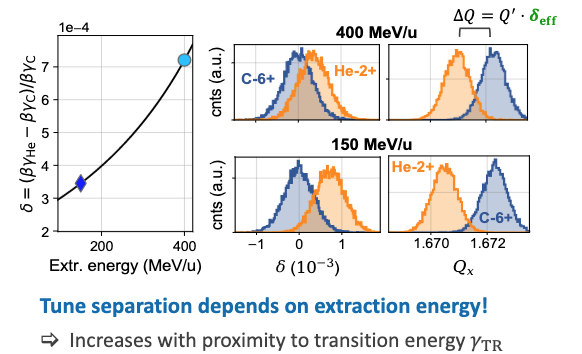 ΔQ = Q′ · δeff
1e−4
400 MeV/u
C-6+
He-2+
cnts (a.u.)
7
6
5
4
3
2
δ = (βγHe − βγC)/βγC
150 MeV/u
cnts (a.u.)
He-2+
C-6+
200
400
−1
0
1
1.670
1.672
Extr. energy (MeV/u)
δ (10⁻³)
Qx
Tune separation depends on extraction energy!
⇨ Increases with proximity to transition energy γTR